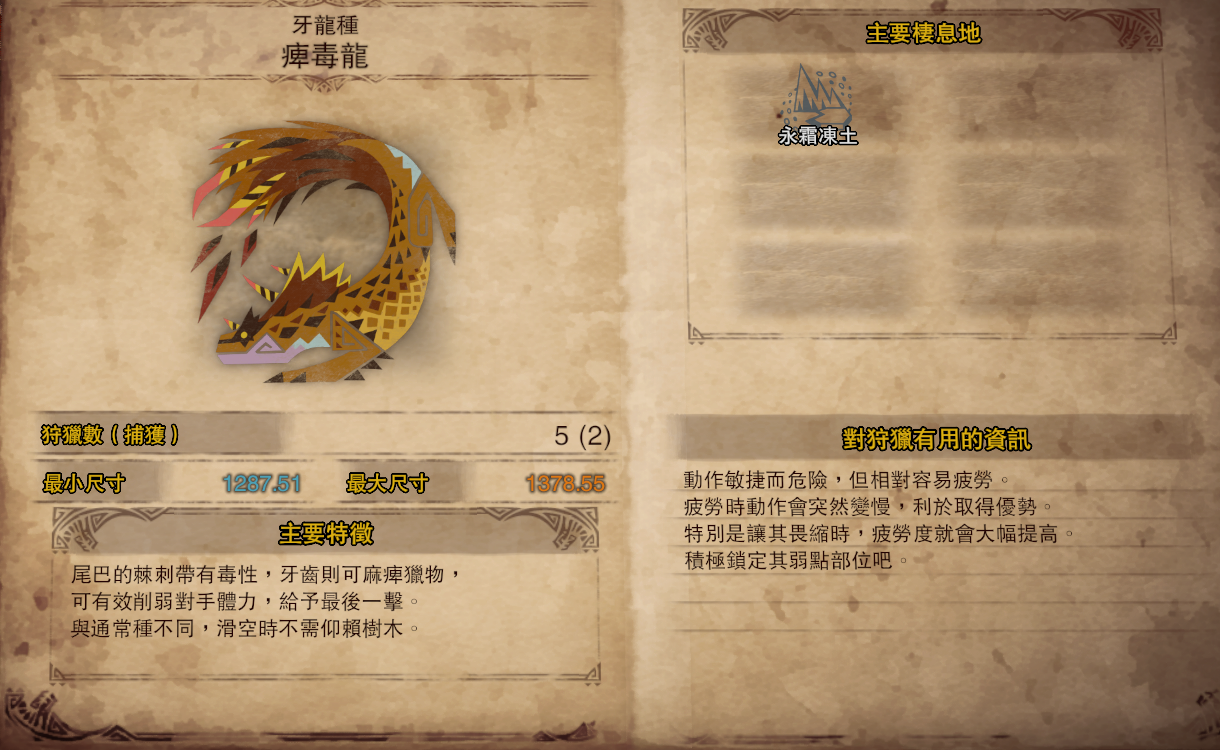 牙龍種
痺毒龍
狩獵數（捕獲）
5 (2)
最小尺寸 1287.51 最大尺寸 1378.55
主要特徵
尾巴的棘刺帶有毒性，牙齒則可麻痺獵物，
可有效削弱對手體力，給予最後一擊。
與通常種不同，滑空時不需仰賴樹木。
主要棲息地
永霜凍土
對狩獵有用的資訊
動作敏捷而危險，但相對容易疲勞。
疲勞時動作會突然變慢，利於取得優勢。
特別是讓其畏縮時，疲勞度就會大幅提高。
積極鎖定其弱點部位吧。